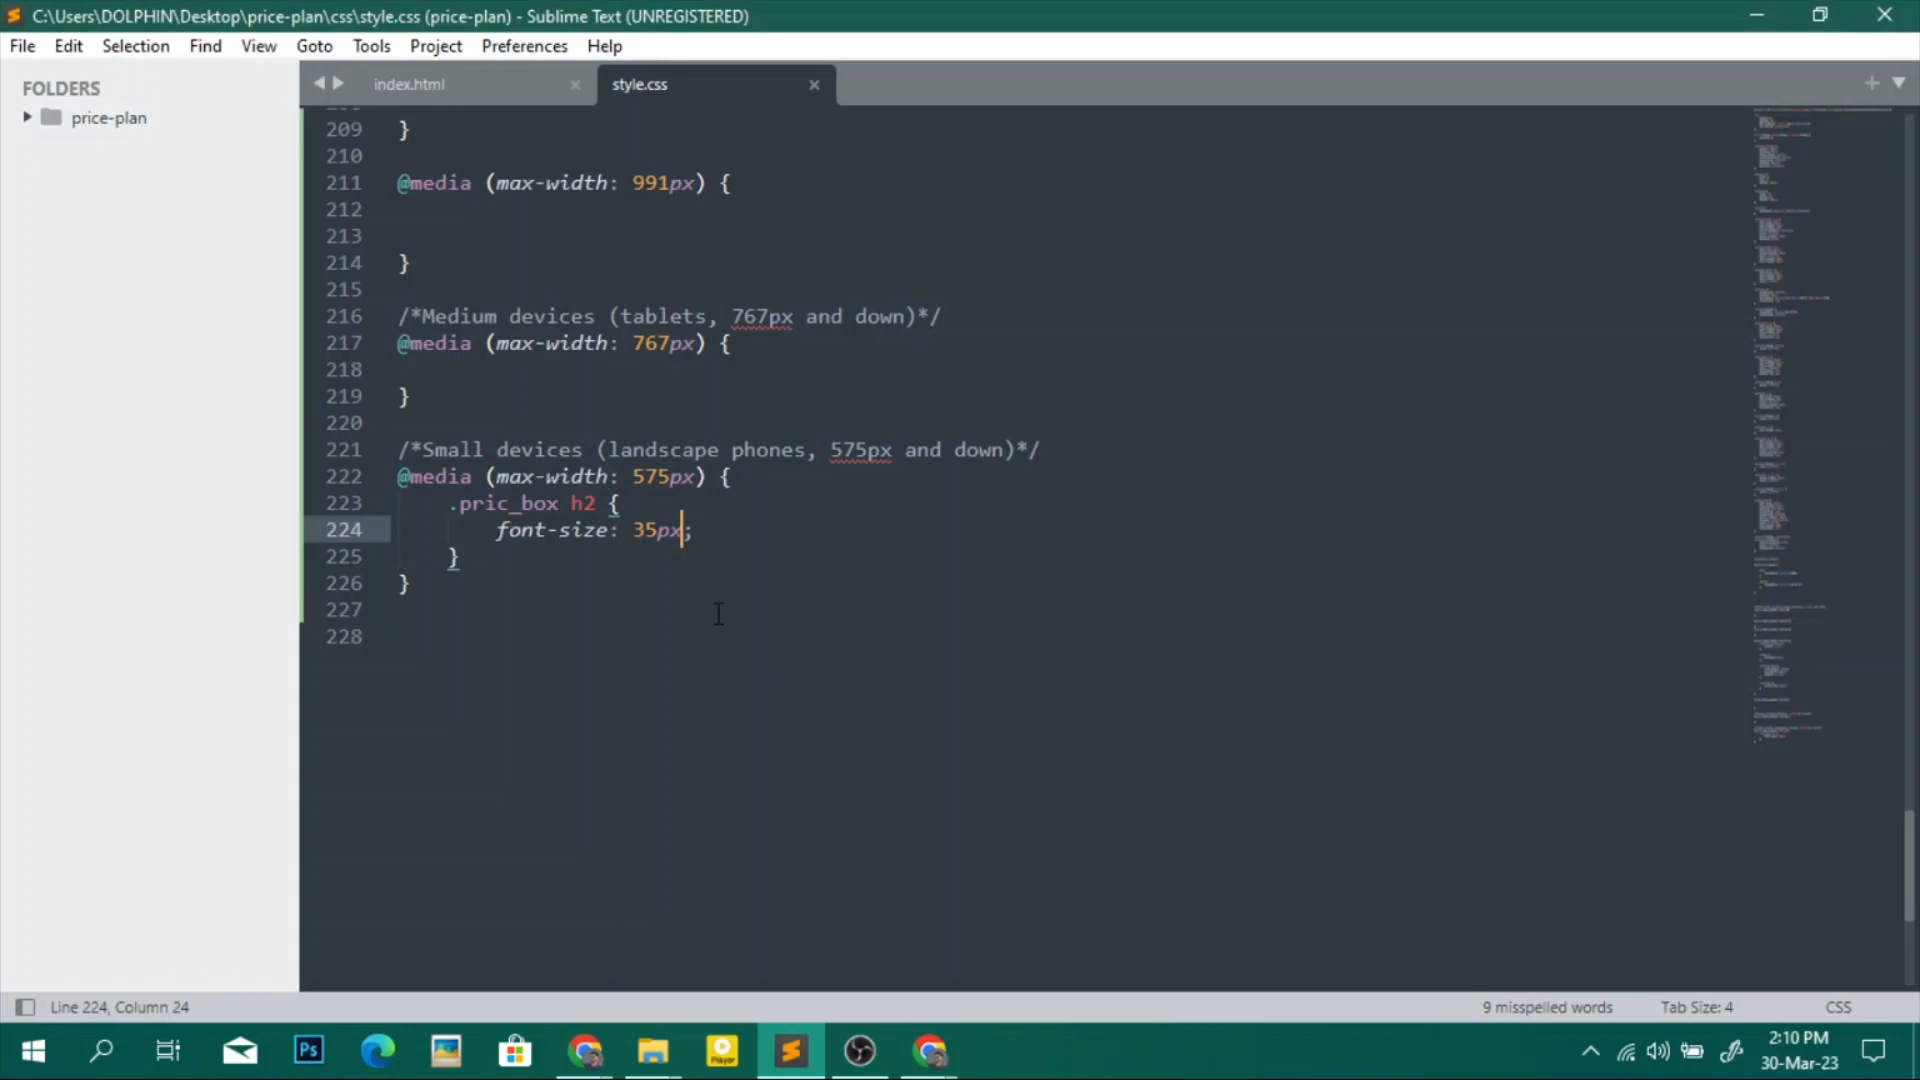 C:\Users\DOLPHIN\Desktop\price-plan\css\style.css (price-plan) - Sublime Text (UNREGISTERED)
File Edit Selection Find View Goto Tools Project Preferences Help
FOLDERS
price-plan
index.html
style.css
209 }
210
211 @media (max-width: 991px) {
212
213
214 }
215
216 /*Medium devices (tablets, 767px and down)*/
217 @media (max-width: 767px) {
218
219 }
220
221 /*Small devices (landscape phones, 575px and down)*/
222 @media (max-width: 575px) {
223 .pric_box h2 {
224 font-size: 35px;
225 }
226 }
227
228
Line 224, Column 24
9 misspelled words
Tab Size: 4
CSS
Ps
Player
2:10 PM
30-Mar-23